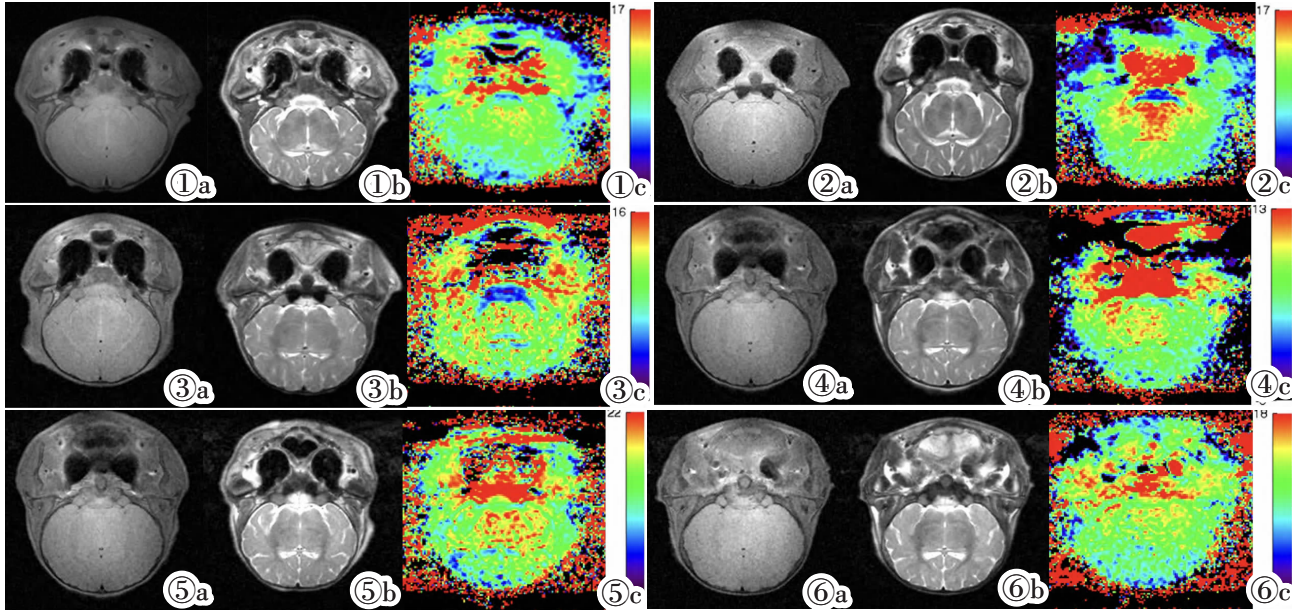 17 17
①a ①b ①c ②a ②b ②c
16 13
③a ③b ③c ④a ④b ④c
22 18
⑤a ⑤b ⑤c ⑥a ⑥b ⑥c